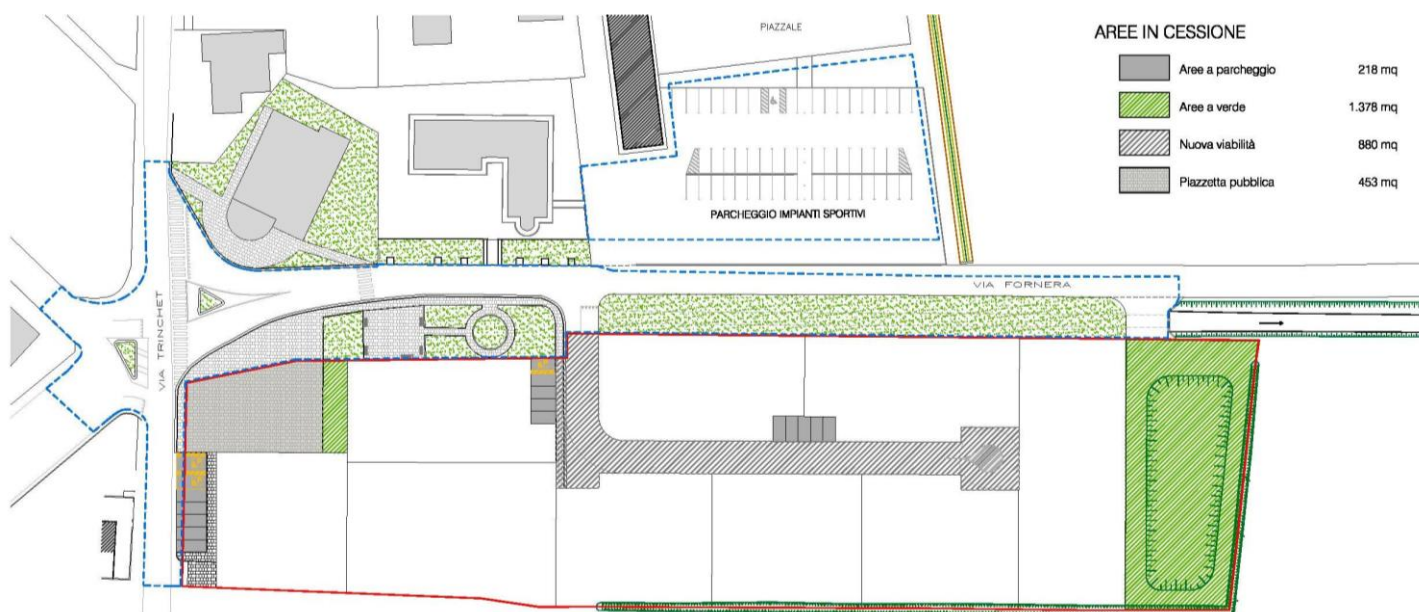 PIAZZALE
PARCHEGGIO IMPIANTI SPORTIVI
VIA FORNERA
VIA TRINCHET
AREE IN CESSIONE
Aree a parcheggio 218 mq
Aree a verde 1.378 mq
Nuova viabilità 880 mq
Piazzetta pubblica 453 mq